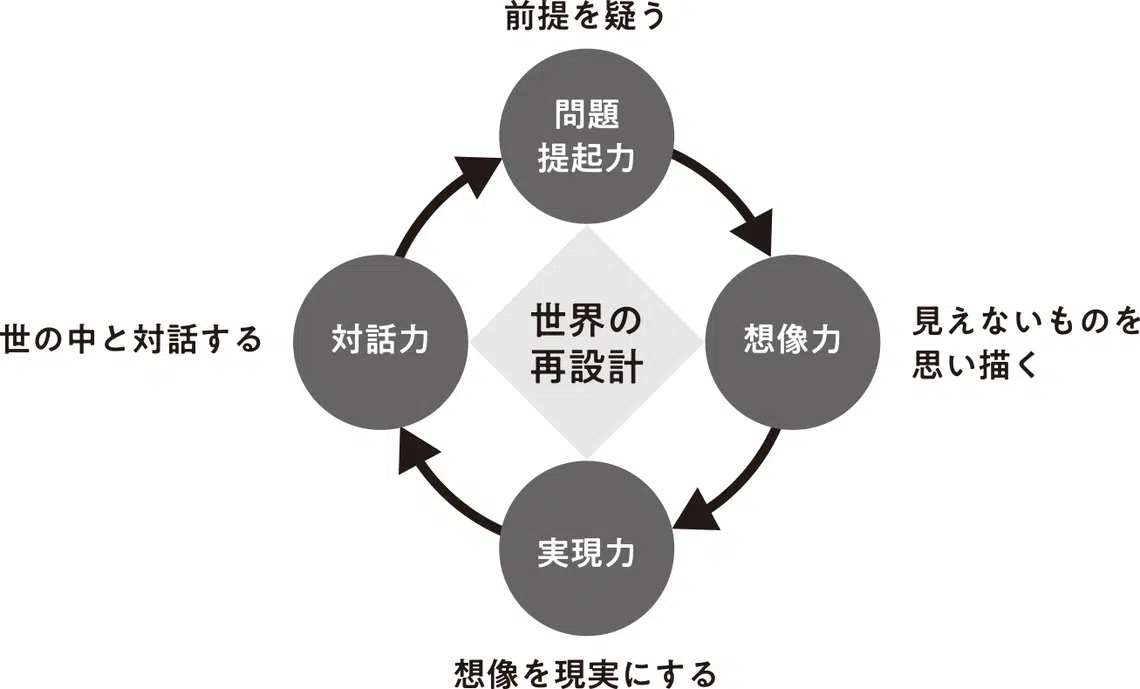 前提を疑う
問題
提起力
世の中と対話する
対話力
世界の
再設計
想像力
見えないものを
思い描く
実現力
想像を現実にする